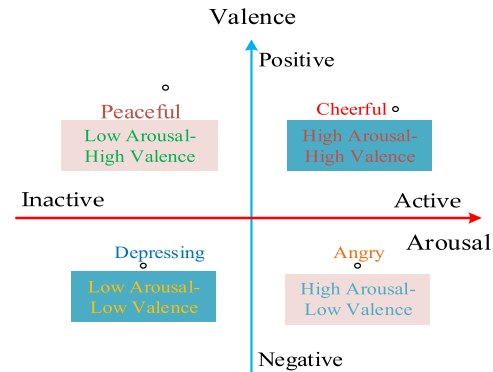 Valence
Positive
Peaceful
Cheerful
Low Arousal-
High Valence
High Arousal-
High Valence
Inactive
Active
Arousal
Depressing
Angry
Low Arousal-
Low Valence
High Arousal-
Low Valence
Negative